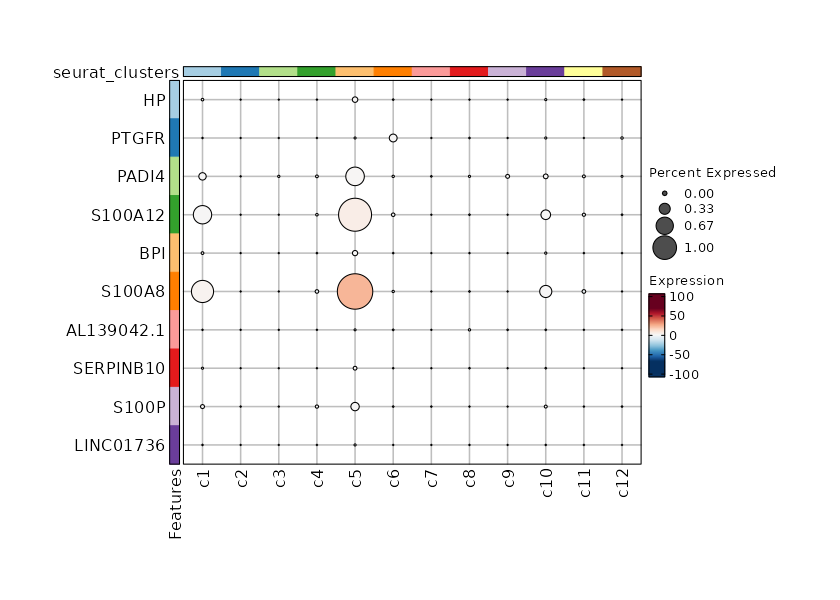 seurat_clusters
HP
PTGFR
PADI4
S100A12
BPI
S100A8
AL139042.1
SERPINB10
S100P
LINC01736
Features
c1
c2
c3
c4
c5
c6
c7
c8
c9
c10
c11
c12
Percent Expressed
0.00
0.33
0.67
1.00
Expression
100
50
0
-50
-100